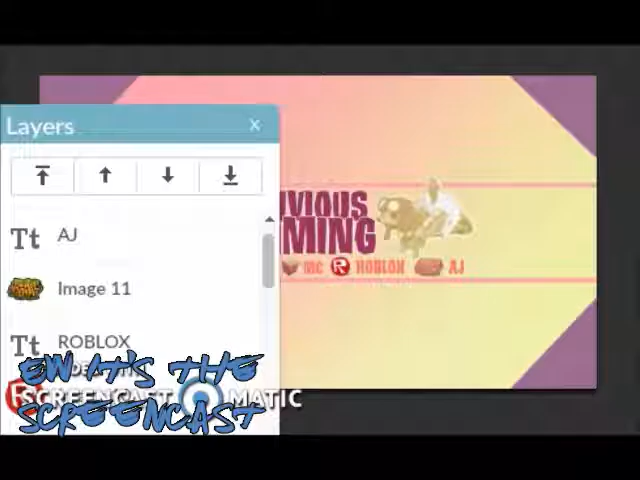 Layers
AJ
Image 11
ROBLOX
EW IT'S THE
SCREENCAST MATIC
SCREENCAST
VIOUS
MING
MC ROBLOX AJ